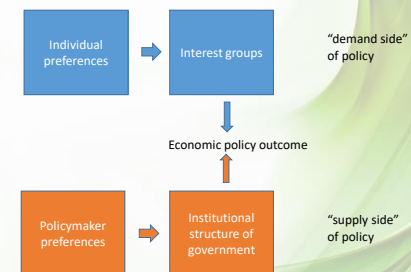 Individual
preferences
Interest groups
“demand side”
of policy
Economic policy outcome
Policymaker
preferences
Institutional
structure of
government
“supply side”
of policy